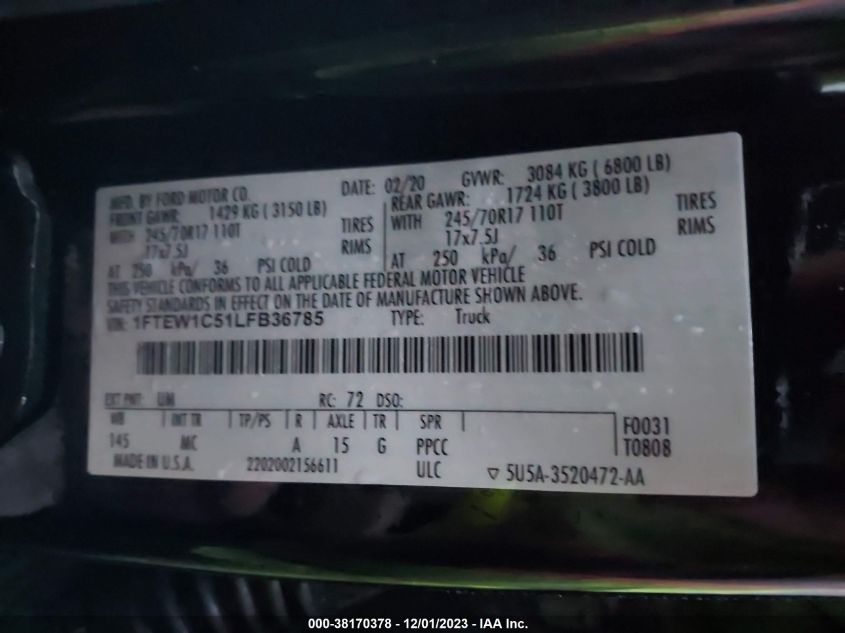 MFD. BY FORD MOTOR CO. DATE: 02/20 GVWR: 3084 KG ( 6800 LB)
FRONT GAWR: 1429 KG ( 3150 LB) REAR GAWR: 1724 KG ( 3800 LB)
WITH 245/70R17 110T TIRES WITH 245/70R17 110T TIRES
17x7.5J RIMS 17x7.5J RIMS
AT 250 kPa/ 36 PSI COLD AT 250 kPa/ 36 PSI COLD
THIS VEHICLE CONFORMS TO ALL APPLICABLE FEDERAL MOTOR VEHICLE
SAFETY STANDARDS IN EFFECT ON THE DATE OF MANUFACTURE SHOWN ABOVE.
VIN: 1FTEW1C51LFB36785 TYPE: Truck
EXT PNT: UM RC: 72 DSO:
WB INT TR TP/PS R AXLE TR SPR F0031
145 MC A 15 G PPCC T0808
MADE IN U.S.A. 2202002156611 ULC ▽ 5U5A-3520472-AA
000-38170378 - 12/01/2023 - IAA Inc.